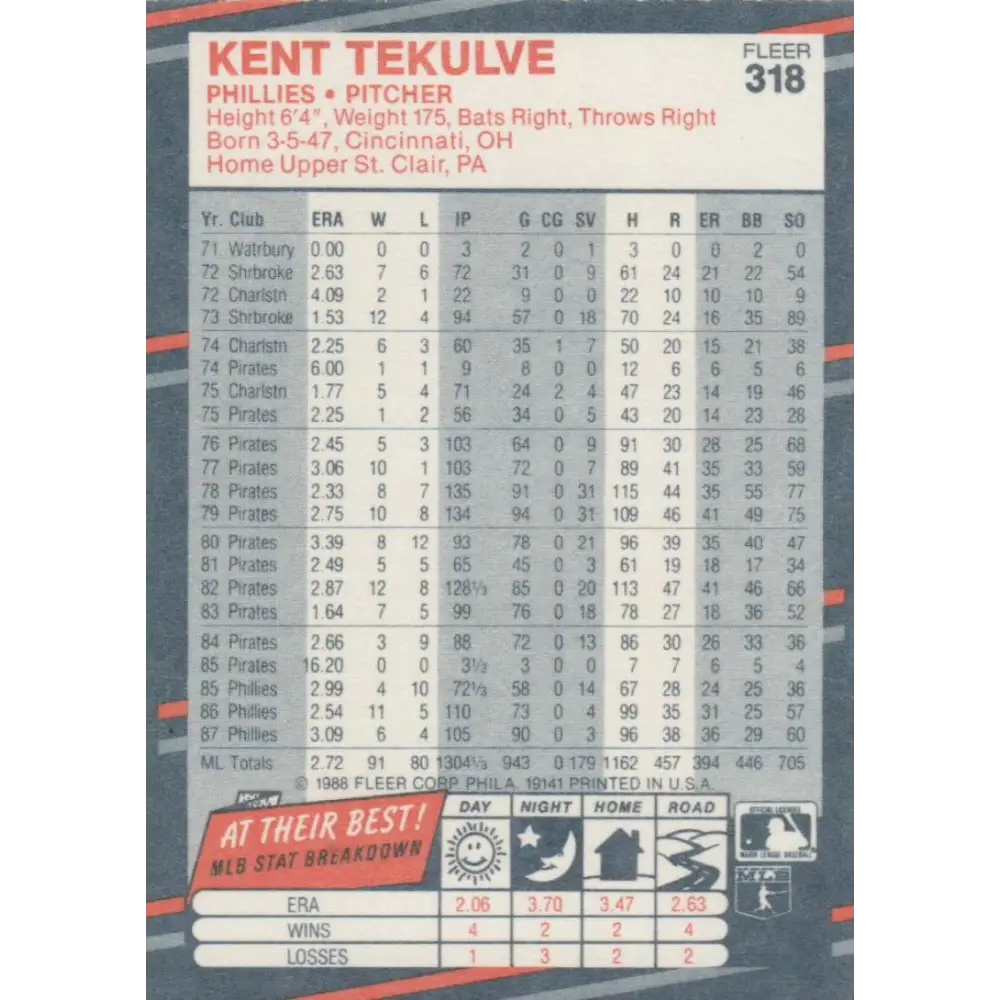 KENT TEKULVE
FLEER
318
PHILLIES • PITCHER
Height 6'4", Weight 175, Bats Right, Throws Right
Born 3-5-47, Cincinnati, OH
Home Upper St. Clair, PA
Yr. Club ERA W L IP G CG SV H R ER BB SO
71 Watrbury 0.00 0 0 3 2 0 1 3 0 0 2 0
72 Shrbroke 2.63 7 6 72 31 0 9 61 24 21 22 54
72 Charlstn 4.09 2 1 22 9 0 0 22 10 10 10 9
73 Shrbroke 1.53 12 4 94 57 0 18 70 24 16 35 89
74 Charlstn 2.25 6 3 60 35 1 7 50 20 15 21 38
74 Pirates 6.00 1 1 9 8 0 0 12 6 6 5 6
75 Charlstn 1.77 5 4 71 24 2 4 47 23 14 19 46
75 Pirates 2.25 1 2 56 34 0 5 43 20 14 23 28
76 Pirates 2.45 5 3 103 64 0 9 91 30 28 25 68
77 Pirates 3.06 10 1 103 72 0 7 89 41 35 33 59
78 Pirates 2.33 8 7 135 91 0 31 115 44 35 55 77
79 Pirates 2.75 10 8 134 94 0 31 109 46 41 49 75
80 Pirates 3.39 8 12 93 78 0 21 96 39 35 40 47
81 Pirates 2.49 5 5 65 45 0 3 61 19 18 17 34
82 Pirates 2.87 12 8 128⅓ 85 0 20 113 47 41 46 66
83 Pirates 1.64 7 5 99 76 0 18 78 27 18 36 52
84 Pirates 2.66 3 9 88 72 0 13 86 30 26 33 36
85 Pirates 16.20 0 0 3⅓ 3 0 0 7 7 6 5 4
85 Phillies 2.99 4 10 72⅓ 58 0 14 67 28 24 25 36
86 Phillies 2.54 11 5 110 73 0 4 99 35 31 25 57
87 Phillies 3.09 6 4 105 90 0 3 96 38 36 29 60
ML Totals 2.72 91 80 1304⅓ 943 0 179 1162 457 394 446 705
© 1988 FLEER CORP PHILA. 19141 PRINTED IN U.S.A.
AT THEIR BEST!
MLB STAT BREAKDOWN
DAY NIGHT HOME ROAD
OFFICIAL LICENSEE
MAJOR LEAGUE BASEBALL
MLB
ERA 2.06 3.70 3.47 2.63
WINS 4 2 2 4
LOSSES 1 3 2 2